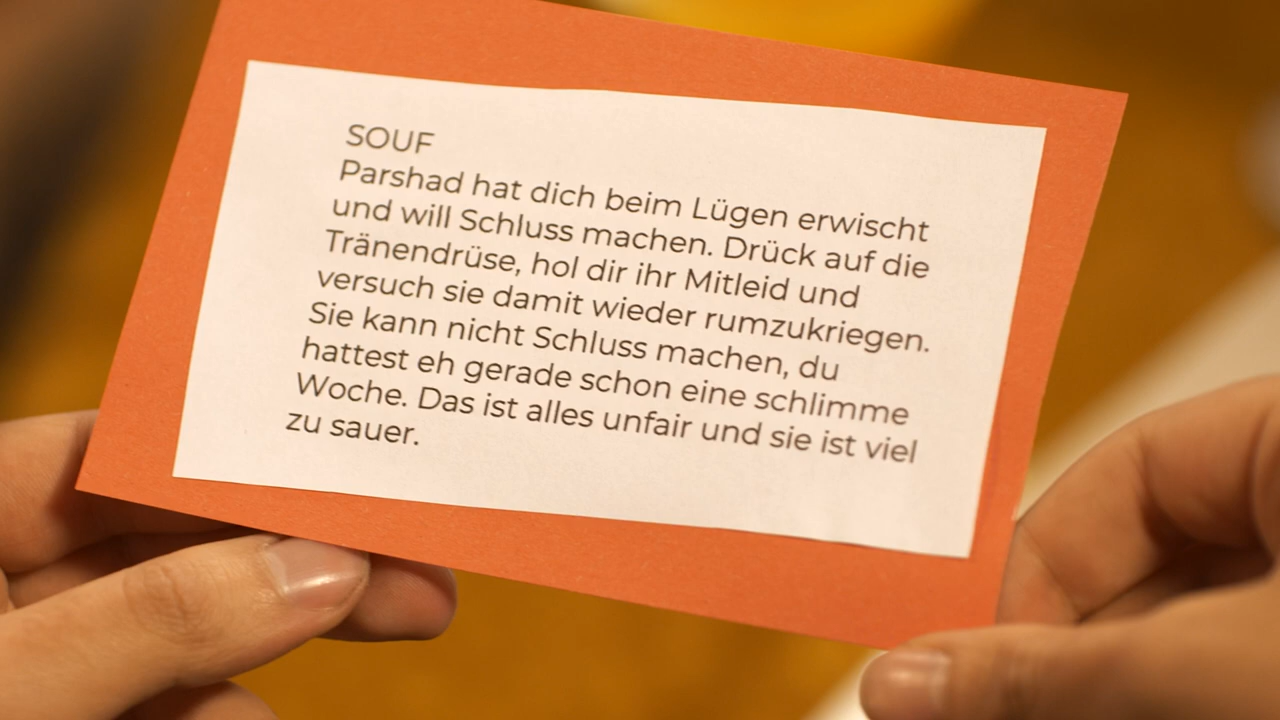 SOUF
Parshad hat dich beim Lügen erwischt
und will Schluss machen. Drück auf die
Tränendrüse, hol dir ihr Mitleid und
versuch sie damit wieder rumzukriegen.
Sie kann nicht Schluss machen, du
hattest eh gerade schon eine schlimme
Woche. Das ist alles unfair und sie ist viel
zu sauer.